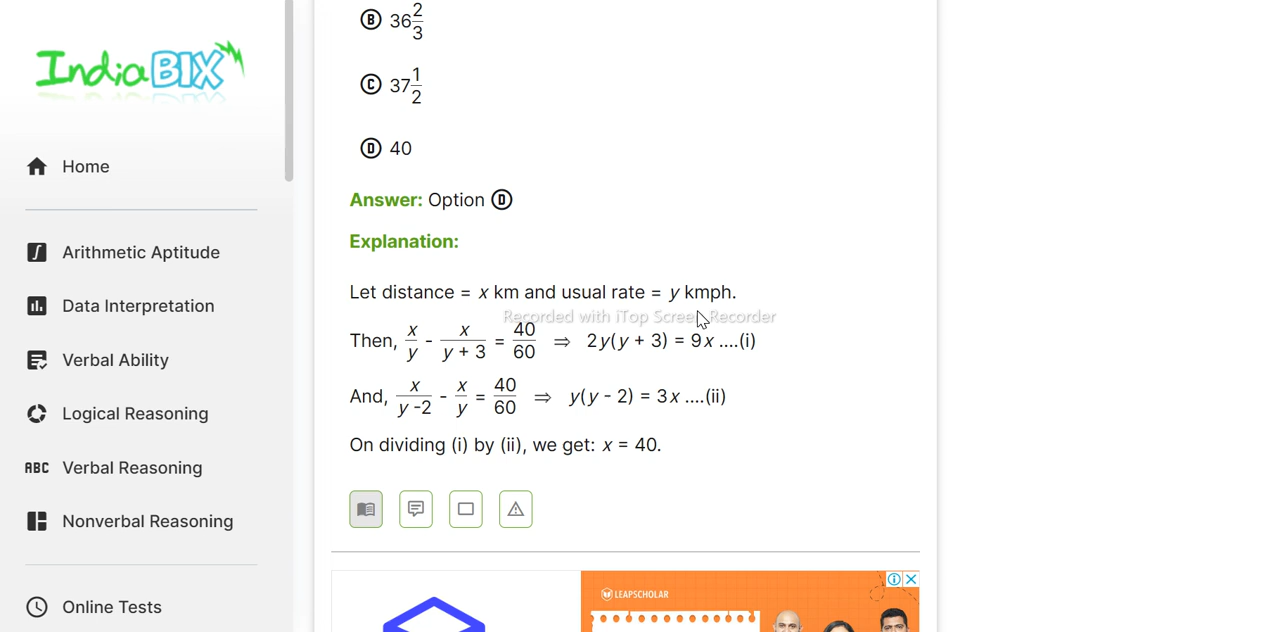 IndiaBIX
Home
Arithmetic Aptitude
Data Interpretation
Verbal Ability
Logical Reasoning
ABC Verbal Reasoning
Nonverbal Reasoning
Online Tests
B 36 2/3
C 37 1/2
D 40
Answer: Option D
Explanation:
Let distance = x km and usual rate = y kmph.
Recorded with iTop Screen Recorder
Then, x/y - x/(y + 3) = 40/60 ⇒ 2y(y + 3) = 9x ....(i)
And, x/(y -2) - x/y = 40/60 ⇒ y(y - 2) = 3x ....(ii)
On dividing (i) by (ii), we get: x = 40.
LEAPSCHOLAR